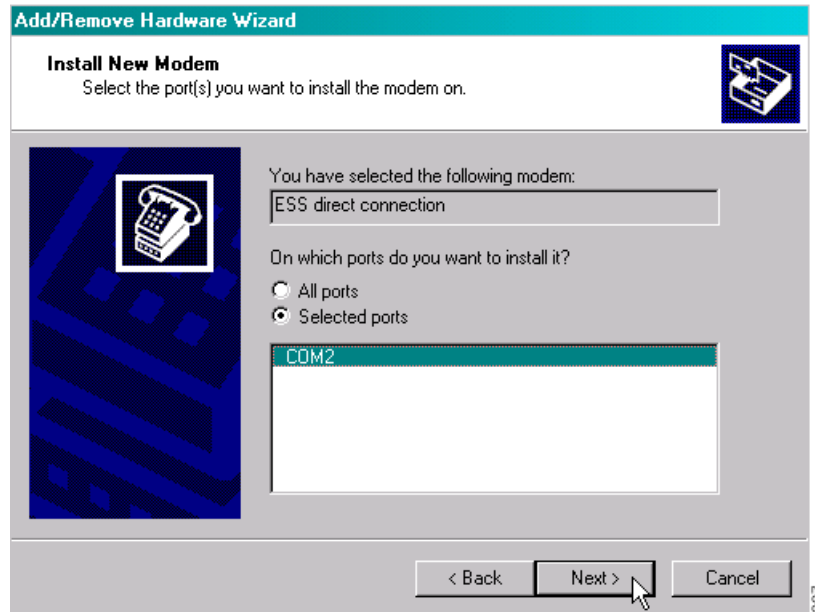 Add/Remove Hardware Wizard
Install New Modem
Select the port(s) you want to install the modem on.
You have selected the following modem:
ESS direct connection
On which ports do you want to install it?
All ports
Selected ports
COM2
< Back
Next >
Cancel